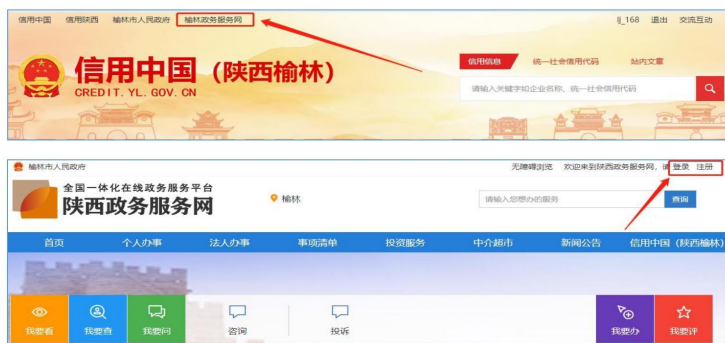 信用中国 信用陕西 榆林市人民政府 榆林政务服务网 lj_168 退出 交流互动
信用中国（陕西榆林）
CREDIT. YL. GOV. CN
信用信息 统一社会信用代码 站内文章
请输入关键字如企业名称、统一社会信用代码
榆林市人民政府 无障碍浏览 欢迎来到陕西政务服务网，请 登录 注册
全国一体化在线政务服务平台
陕西政务服务网
榆林 请输入您想办的服务 查询
首页 个人办事 法人办事 事项清单 投资服务 中介超市 新闻公告 信用中国（陕西榆林）
我要看 我要查 我要问 咨询 投诉 我要办 我要评